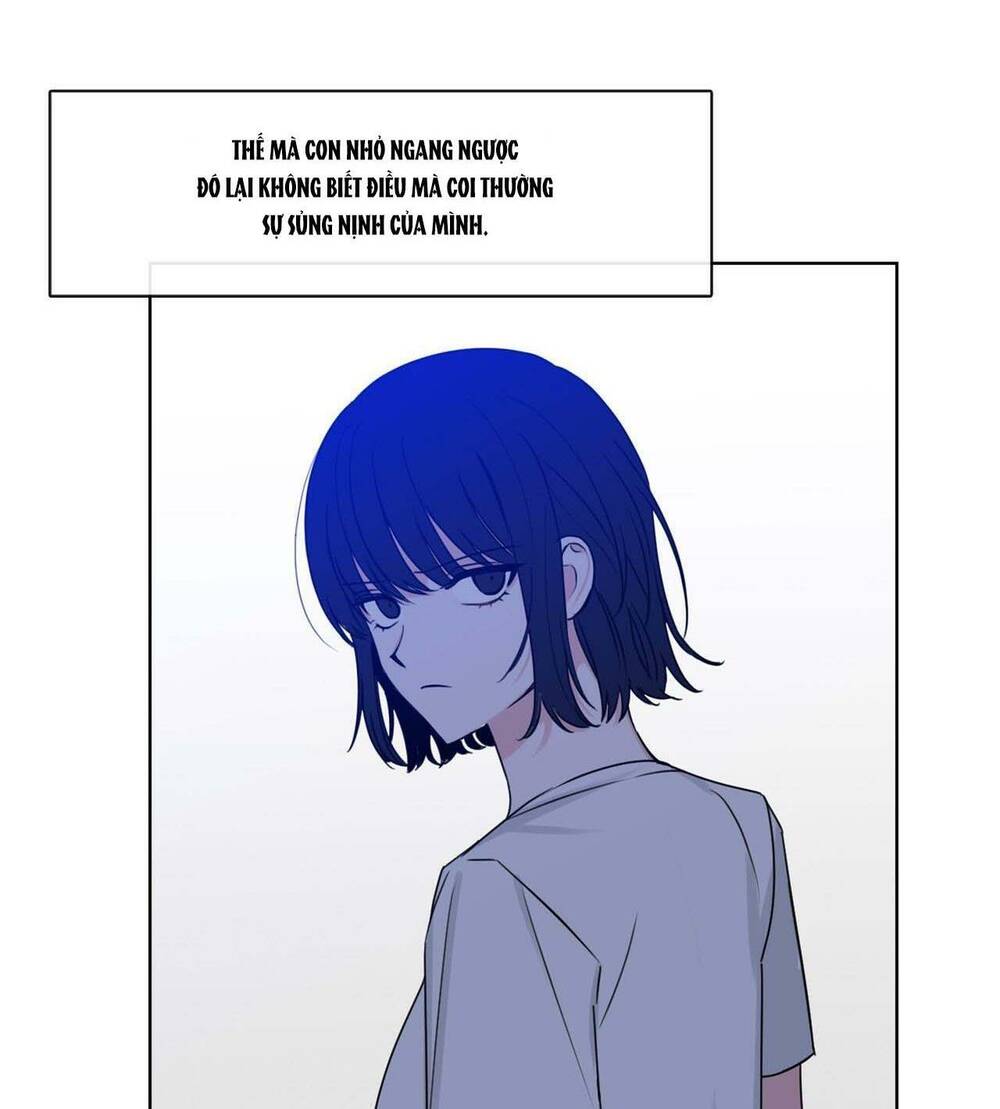 THẾ MÀ CON NHỎ NGANG NGƯỢC
ĐÓ LẠI KHÔNG BIẾT ĐIỀU MÀ COI THƯỜNG
SỰ SỦNG NỊNH CỦA MÌNH.